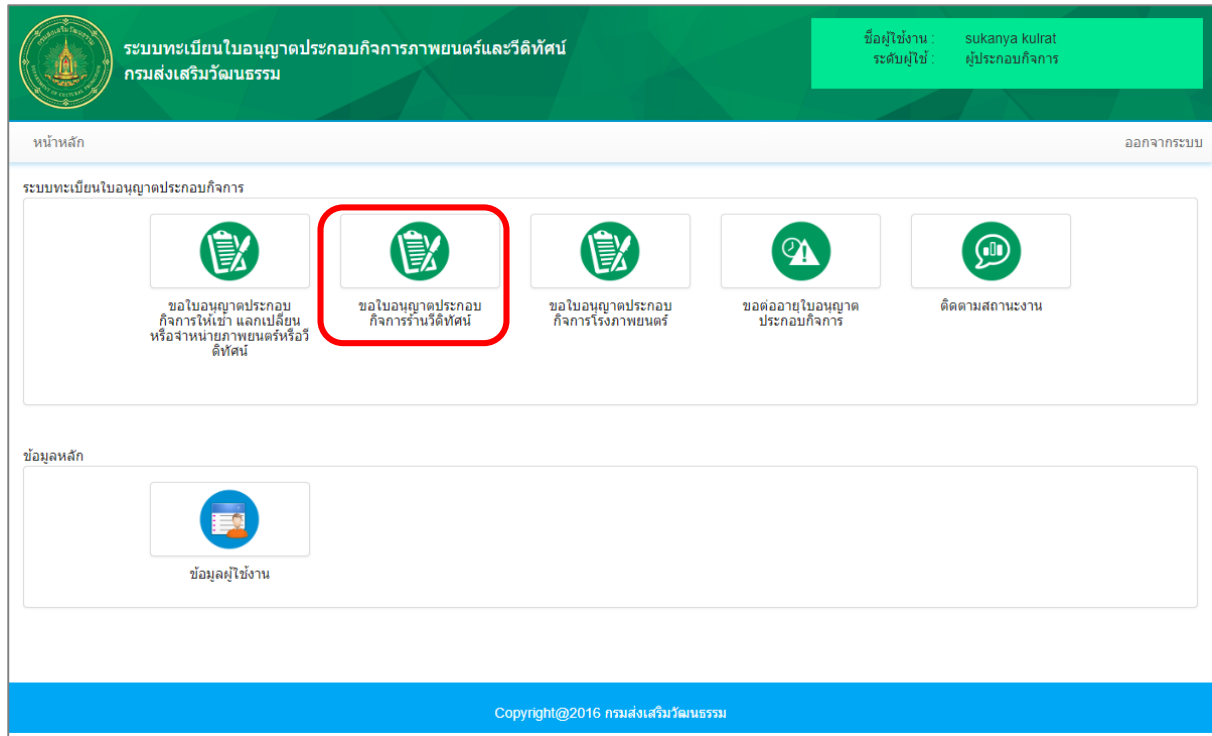 ระบบทะเบียนใบอนุญาตประกอบกิจการภาพยนตร์และวีดิทัศน์
กรมส่งเสริมวัฒนธรรม
ชื่อผู้ใช้งาน : sukanya kulrat
ระดับผู้ใช้ : ผู้ประกอบกิจการ
หน้าหลัก
ออกจากระบบ
ระบบทะเบียนใบอนุญาตประกอบกิจการ
ขอใบอนุญาตประกอบ
กิจการให้เช่า แลกเปลี่ยน
หรือจำหน่ายภาพยนตร์หรือวี
ดิทัศน์
ขอใบอนุญาตประกอบ
กิจการร้านวีดิทัศน์
ขอใบอนุญาตประกอบ
กิจการโรงภาพยนตร์
ขอต่ออายุใบอนุญาต
ประกอบกิจการ
ติดตามสถานะงาน
ข้อมูลหลัก
ข้อมูลผู้ใช้งาน
Copyright@2016 กรมส่งเสริมวัฒนธรรม